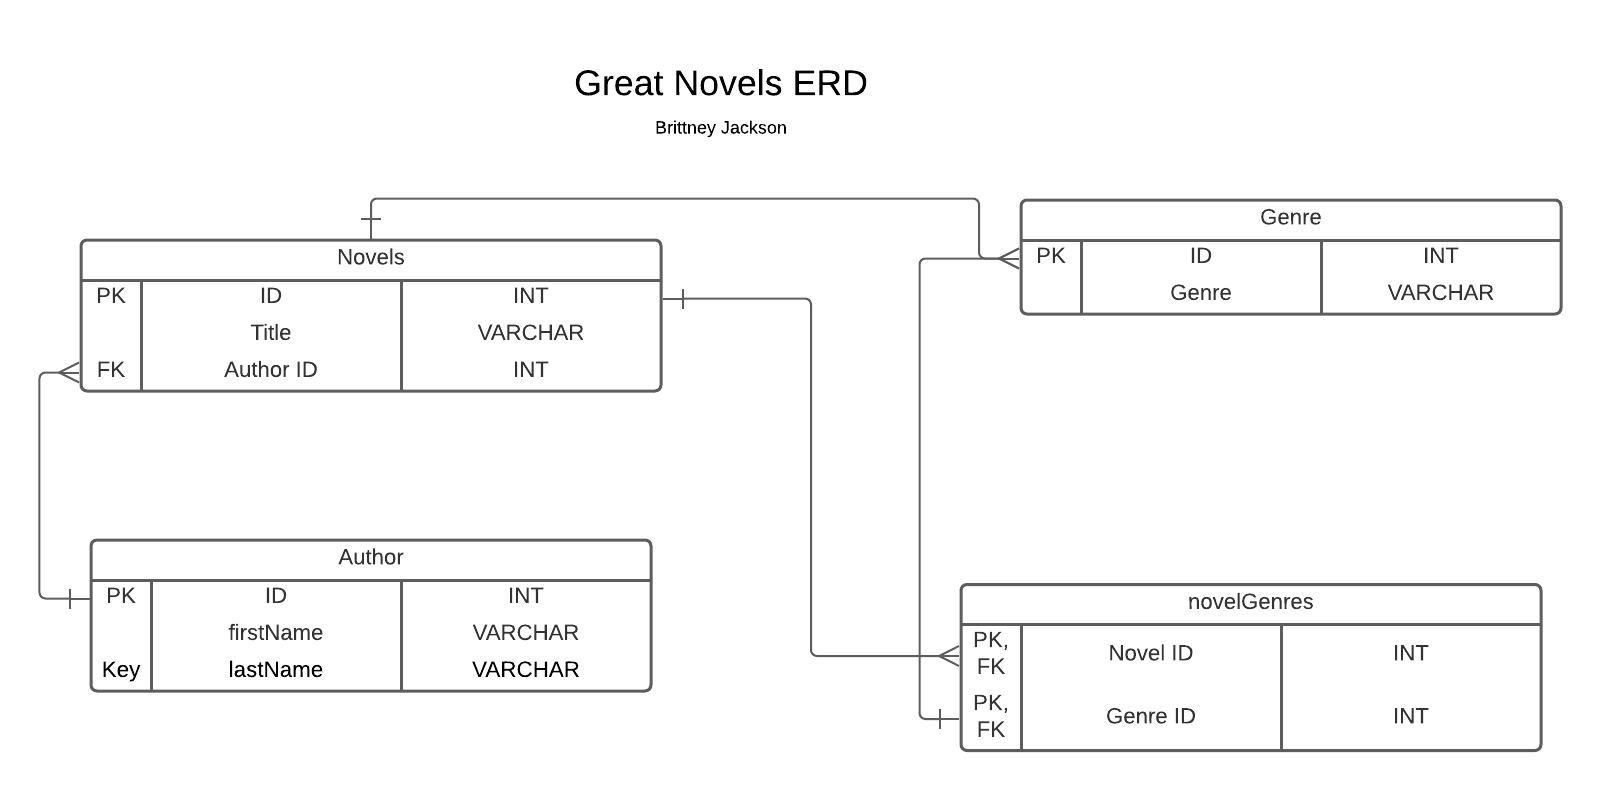 Great Novels ERD
Brittney Jackson
Novels
PK ID INT
Title VARCHAR
FK Author ID INT
Genre
PK ID INT
Genre VARCHAR
Author
PK ID INT
firstName VARCHAR
Key lastName VARCHAR
novelGenres
PK, FK Novel ID INT
PK, FK Genre ID INT